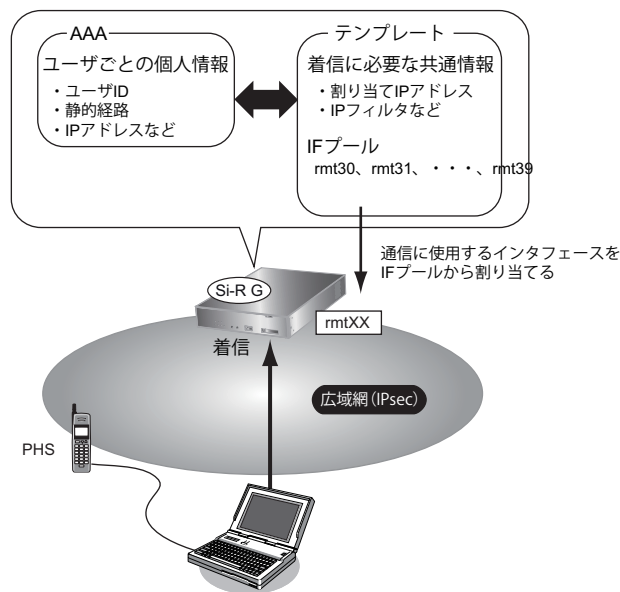 AAA
ユーザごとの個人情報
・ユーザID
・静的経路
・IPアドレスなど
テンプレート
着信に必要な共通情報
・割り当てIPアドレス
・IPフィルタなど
IFプール
rmt30、rmt31、・・・、rmt39
通信に使用するインタフェースを
IFプールから割り当てる
Si-R G
rmtXX
着信
広域網(IPsec)
PHS